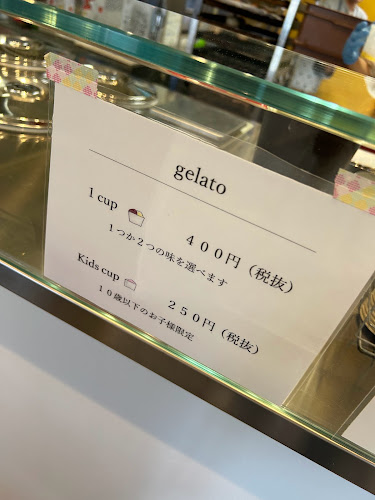 gelato
1 cup ４００円（税抜）
１つか２つの味を選べます
Kids cup ２５０円（税抜）
１０歳以下のお子様限定